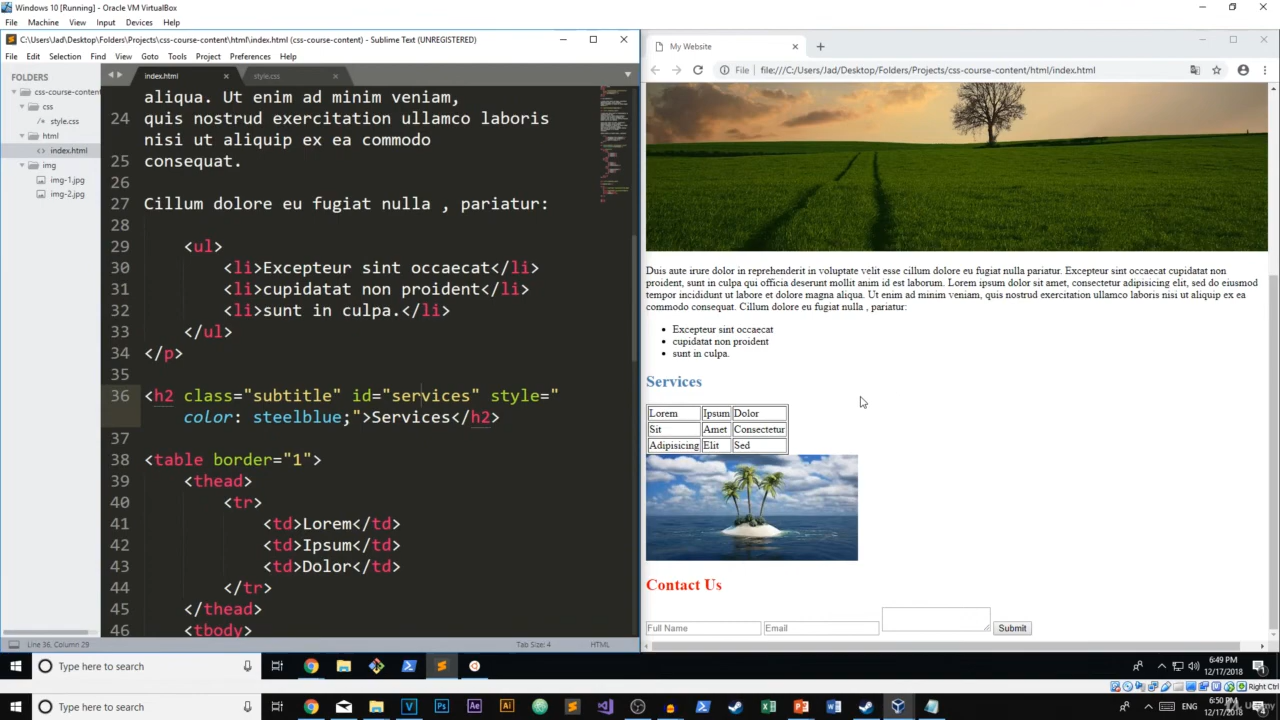 Windows 10 [Running] - Oracle VM VirtualBox
File Machine View Input Devices Help
C:\Users\Jad\Desktop\Folders\Projects\css-course-content\html\index.html (css-course-content) - Sublime Text (UNREGISTERED)
File Edit Selection Find View Goto Tools Project Preferences Help
FOLDERS
css-course-content
css
style.css
html
index.html
img
img-1.jpg
img-2.jpg
index.html
style.css
aliqua. Ut enim ad minim veniam,
24 quis nostrud exercitation ullamco laboris
nisi ut aliquip ex ea commodo
25 consequat.
26
27 Cillum dolore eu fugiat nulla , pariatur:
28
29 <ul>
30 <li>Excepteur sint occaecat</li>
31 <li>cupidatat non proident</li>
32 <li>sunt in culpa.</li>
33 </ul>
34 </p>
35
36 <h2 class="subtitle" id="services" style="
color: steelblue;">Services</h2>
37
38 <table border="1">
39 <thead>
40 <tr>
41 <td>Lorem</td>
42 <td>Ipsum</td>
43 <td>Dolor</td>
44 </tr>
45 </thead>
46 <tbody>
Line 36, Column 29
Tab Size: 4
HTML
My Website
File file:///C:/Users/Jad/Desktop/Folders/Projects/css-course-content/html/index.html
Duis aute irure dolor in reprehenderit in voluptate velit esse cillum dolore eu fugiat nulla pariatur. Excepteur sint occaecat cupidatat non
proident, sunt in culpa qui officia deserunt mollit anim id est laborum. Lorem ipsum dolor sit amet, consectetur adipisicing elit, sed do eiusmod
tempor incididunt ut labore et dolore magna aliqua. Ut enim ad minim veniam, quis nostrud exercitation ullamco laboris nisi ut aliquip ex ea
commodo consequat. Cillum dolore eu fugiat nulla , pariatur:
Excepteur sint occaecat
cupidatat non proident
sunt in culpa.
Services
Lorem Ipsum Dolor
Sit Amet Consectetur
Adipisicing Elit Sed
Contact Us
Full Name Email Submit
Type here to search
6:49 PM
12/17/2018
Right Ctrl
Type here to search
6:50 PM
12/17/2018
Udemy